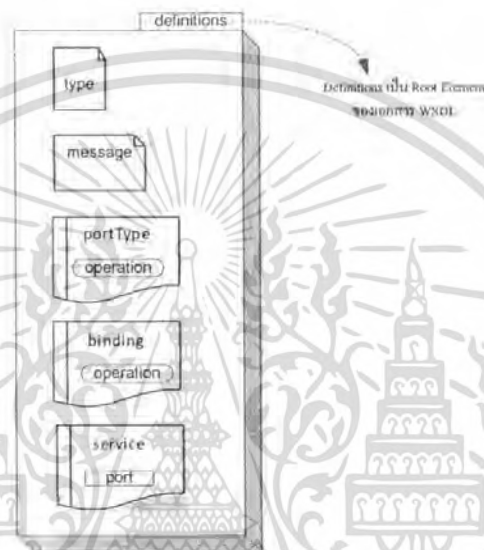 definitions
Definitions เป็น Root Element
ของเอกสาร WSDL
type
message
portType
operation
binding
operation
service
port